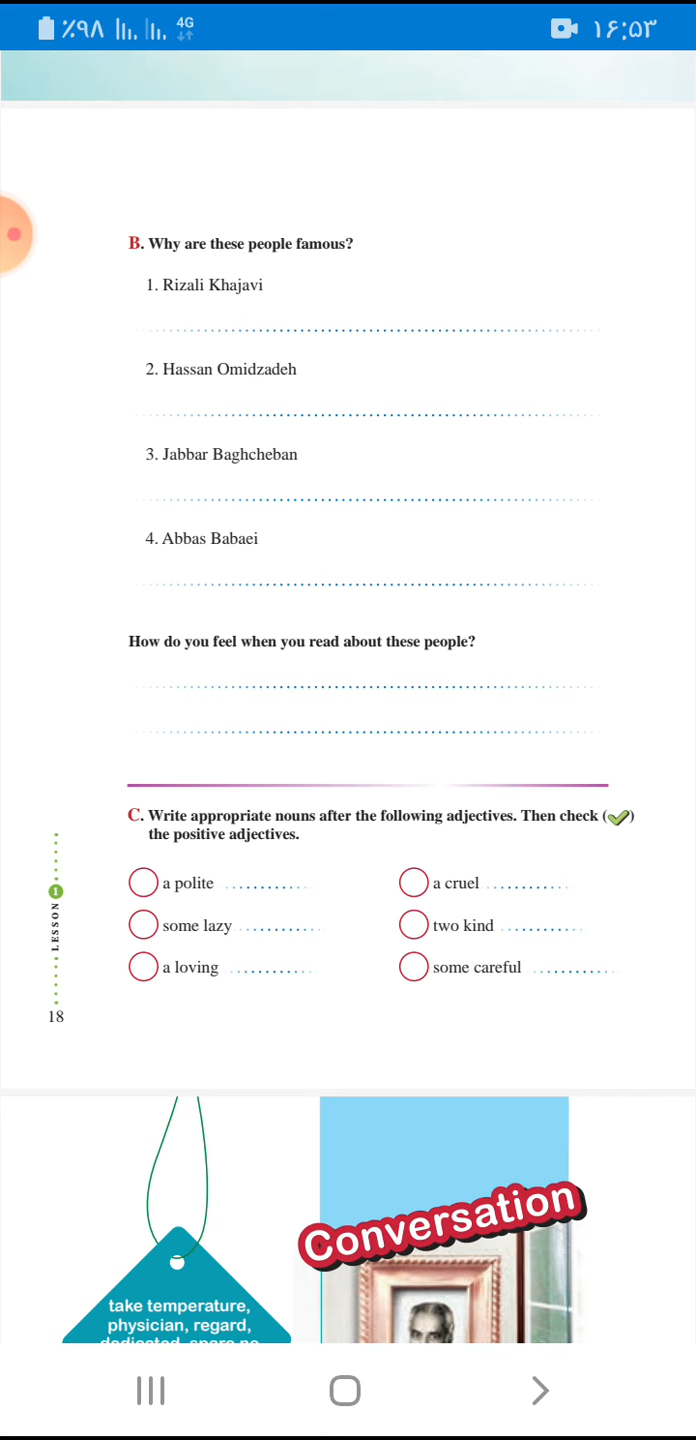 ٪۹۸ 4G ۱۶:۵۳
B. Why are these people famous?
1. Rizali Khajavi
2. Hassan Omidzadeh
3. Jabbar Baghcheban
4. Abbas Babaei
How do you feel when you read about these people?
C. Write appropriate nouns after the following adjectives. Then check (✓)
the positive adjectives.
a polite ............. a cruel .............
some lazy ............. two kind .............
a loving ............. some careful .............
LESSON 1
18
Conversation
take temperature,
physician, regard,
dedicated, spare no